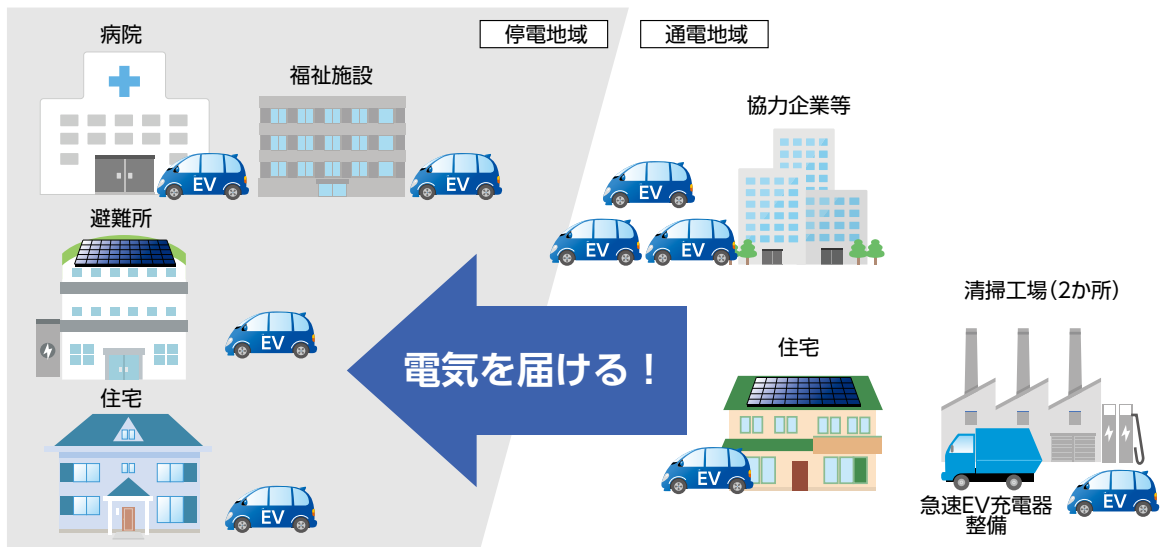 停電地域
通電地域
病院
EV
福祉施設
EV
EV
EV
EV
協力企業等
避難所
EV
電気を届ける！
住宅
EV
住宅
EV
清掃工場（2か所）
急速EV充電器
整備
EV